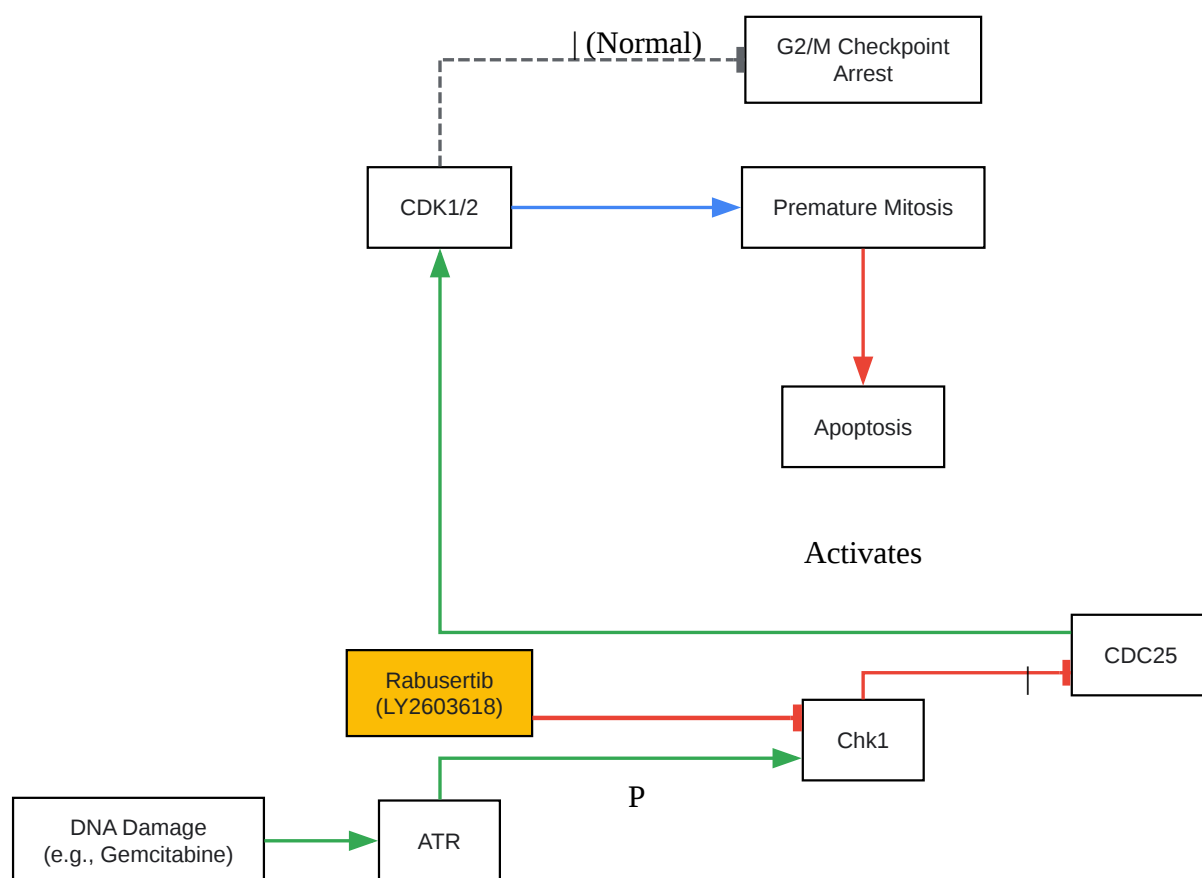 | (Normal)
G2/M Checkpoint
Arrest
CDK1/2
Premature Mitosis
Apoptosis
Activates
CDC25
Rabusertib
(LY2603618)
|
Chk1
P
DNA Damage
(e.g., Gemcitabine)
ATR